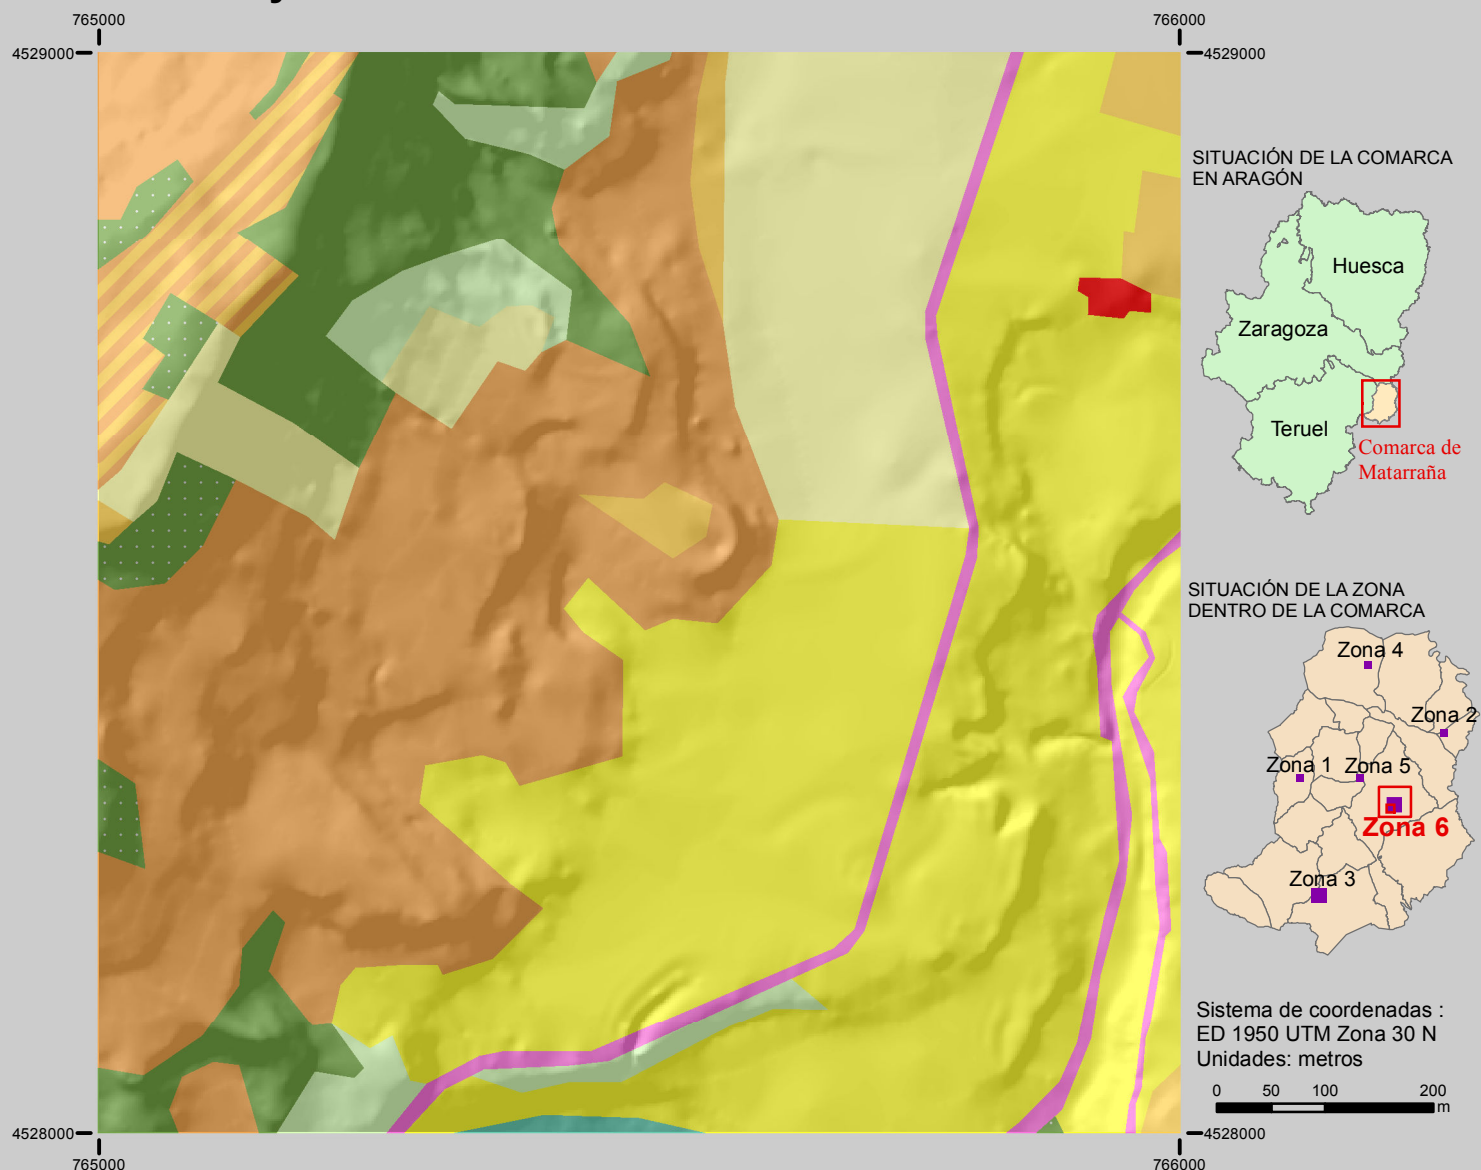 765000
766000
4529000
4529000
SITUACIÓN DE LA COMARCA
EN ARAGÓN
Huesca
Zaragoza
Teruel
Comarca de
Matarraña
SITUACIÓN DE LA ZONA
DENTRO DE LA COMARCA
Zona 4
Zona 2
Zona 1
Zona 5
Zona 6
Zona 3
Sistema de coordenadas :
ED 1950 UTM Zona 30 N
Unidades: metros
0 50 100 200
m
4528000
4528000
765000
766000